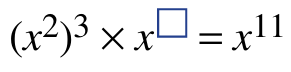 (x²)³ × x^□ = x¹¹